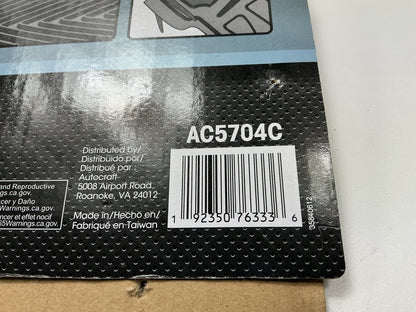 AC5704C
Distributed by/
Distribuido por/
Distribué par:
Autocraft
5008 Airport Road
Roanoke, VA 24012
Made in/Hecho en/
Fabriqué en-Taiwan
and Reproductive
ngs.ca.gov.
ncer y Daño
Warnings.ca.gov.
ncer et effet nocif
65Warnings.ca.gov.
1 92350 76333 6